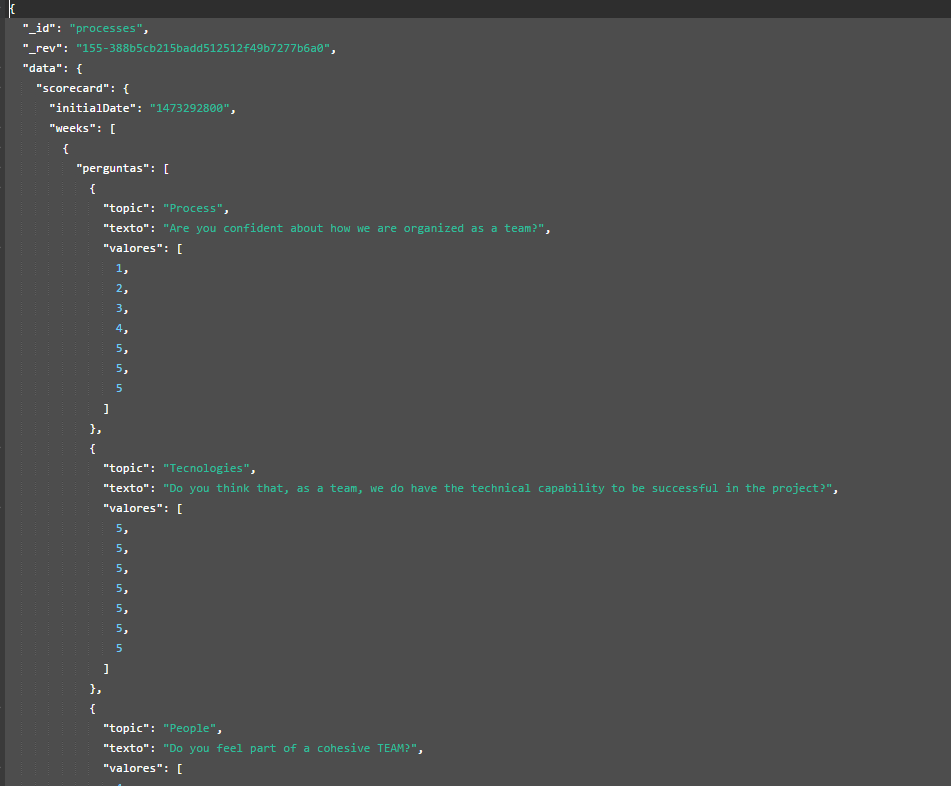 {
"_id": "processes",
"_rev": "155-388b5cb215badd512512f49b7277b6a0",
"data": {
"scorecard": {
"initialDate": "1473292800",
"weeks": [
{
"perguntas": [
{
"topic": "Process",
"texto": "Are you confident about how we are organized as a team?",
"valores": [
1,
2,
3,
4,
5,
5,
5
]
},
{
"topic": "Tecnologies",
"texto": "Do you think that, as a team, we do have the technical capability to be successful in the project?",
"valores": [
5,
5,
5,
5,
5,
5,
5
]
},
{
"topic": "People",
"texto": "Do you feel part of a cohesive TEAM?",
"valores": [